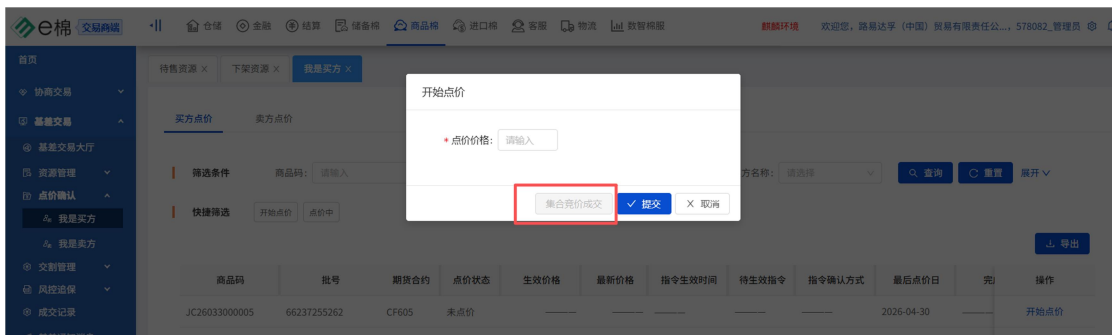 e棉 交易商端 仓储 金融 结算 储备棉 商品棉 进口棉 客服 物流 数智棉服 麒麟环境 欢迎您，路易达孚（中国）贸易有限责任公...，578082_管理员
首页
待售资源 × 下架资源 × 我是买方 ×
协商交易
基差交易
基差交易大厅
资源管理
点价确认
我是买方
我是卖方
交割管理
风控追保
成交记录
买方点价 卖方点价
筛选条件 商品码: 请输入 方名称: 请选择 查询 重置 展开
快捷筛选 开始点价 点价中
开始点价
* 点价价格: 请输入
集合竞价成交 提交 取消
导出
商品码 批号 期货合约 点价状态 生效价格 最新价格 指令生效时间 待生效指令 指令确认方式 最后点价日 完 操作
JC26033000005 66237255262 CF605 未点价 ——— ——— ——— ——— ——— 2026-04-30 ——— 开始点价